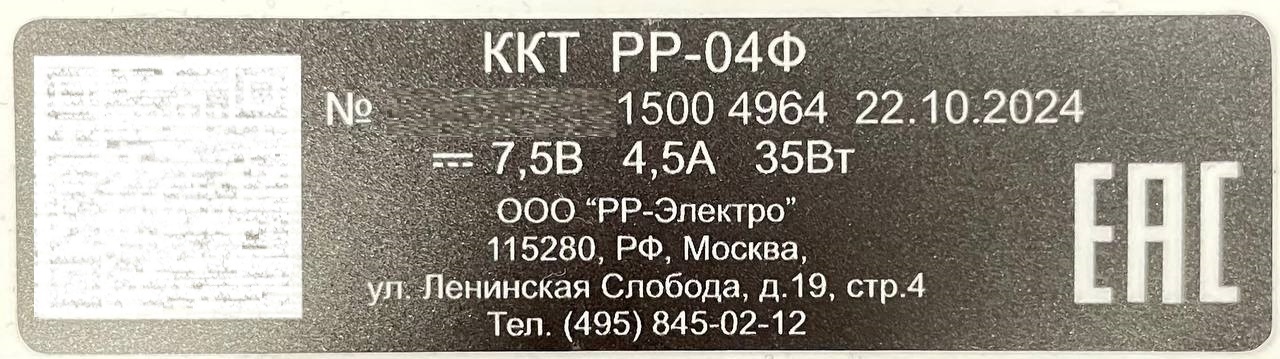 ККТ РР-04Ф
№ 1500 4964 22.10.2024
⎓ 7,5В 4,5А 35Вт
ООО “РР-Электро”
115280, РФ, Москва,
ул. Ленинская Слобода, д.19, стр.4
Тел. (495) 845-02-12
ЕАС